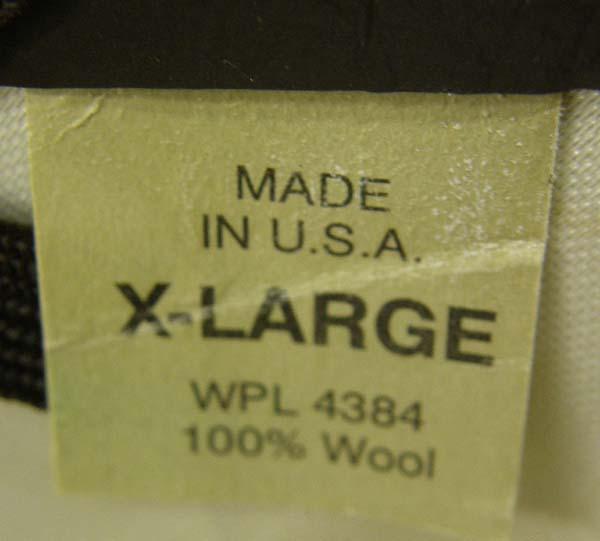 MADE
IN U.S.A.
X-LARGE
WPL 4384
100% Wool